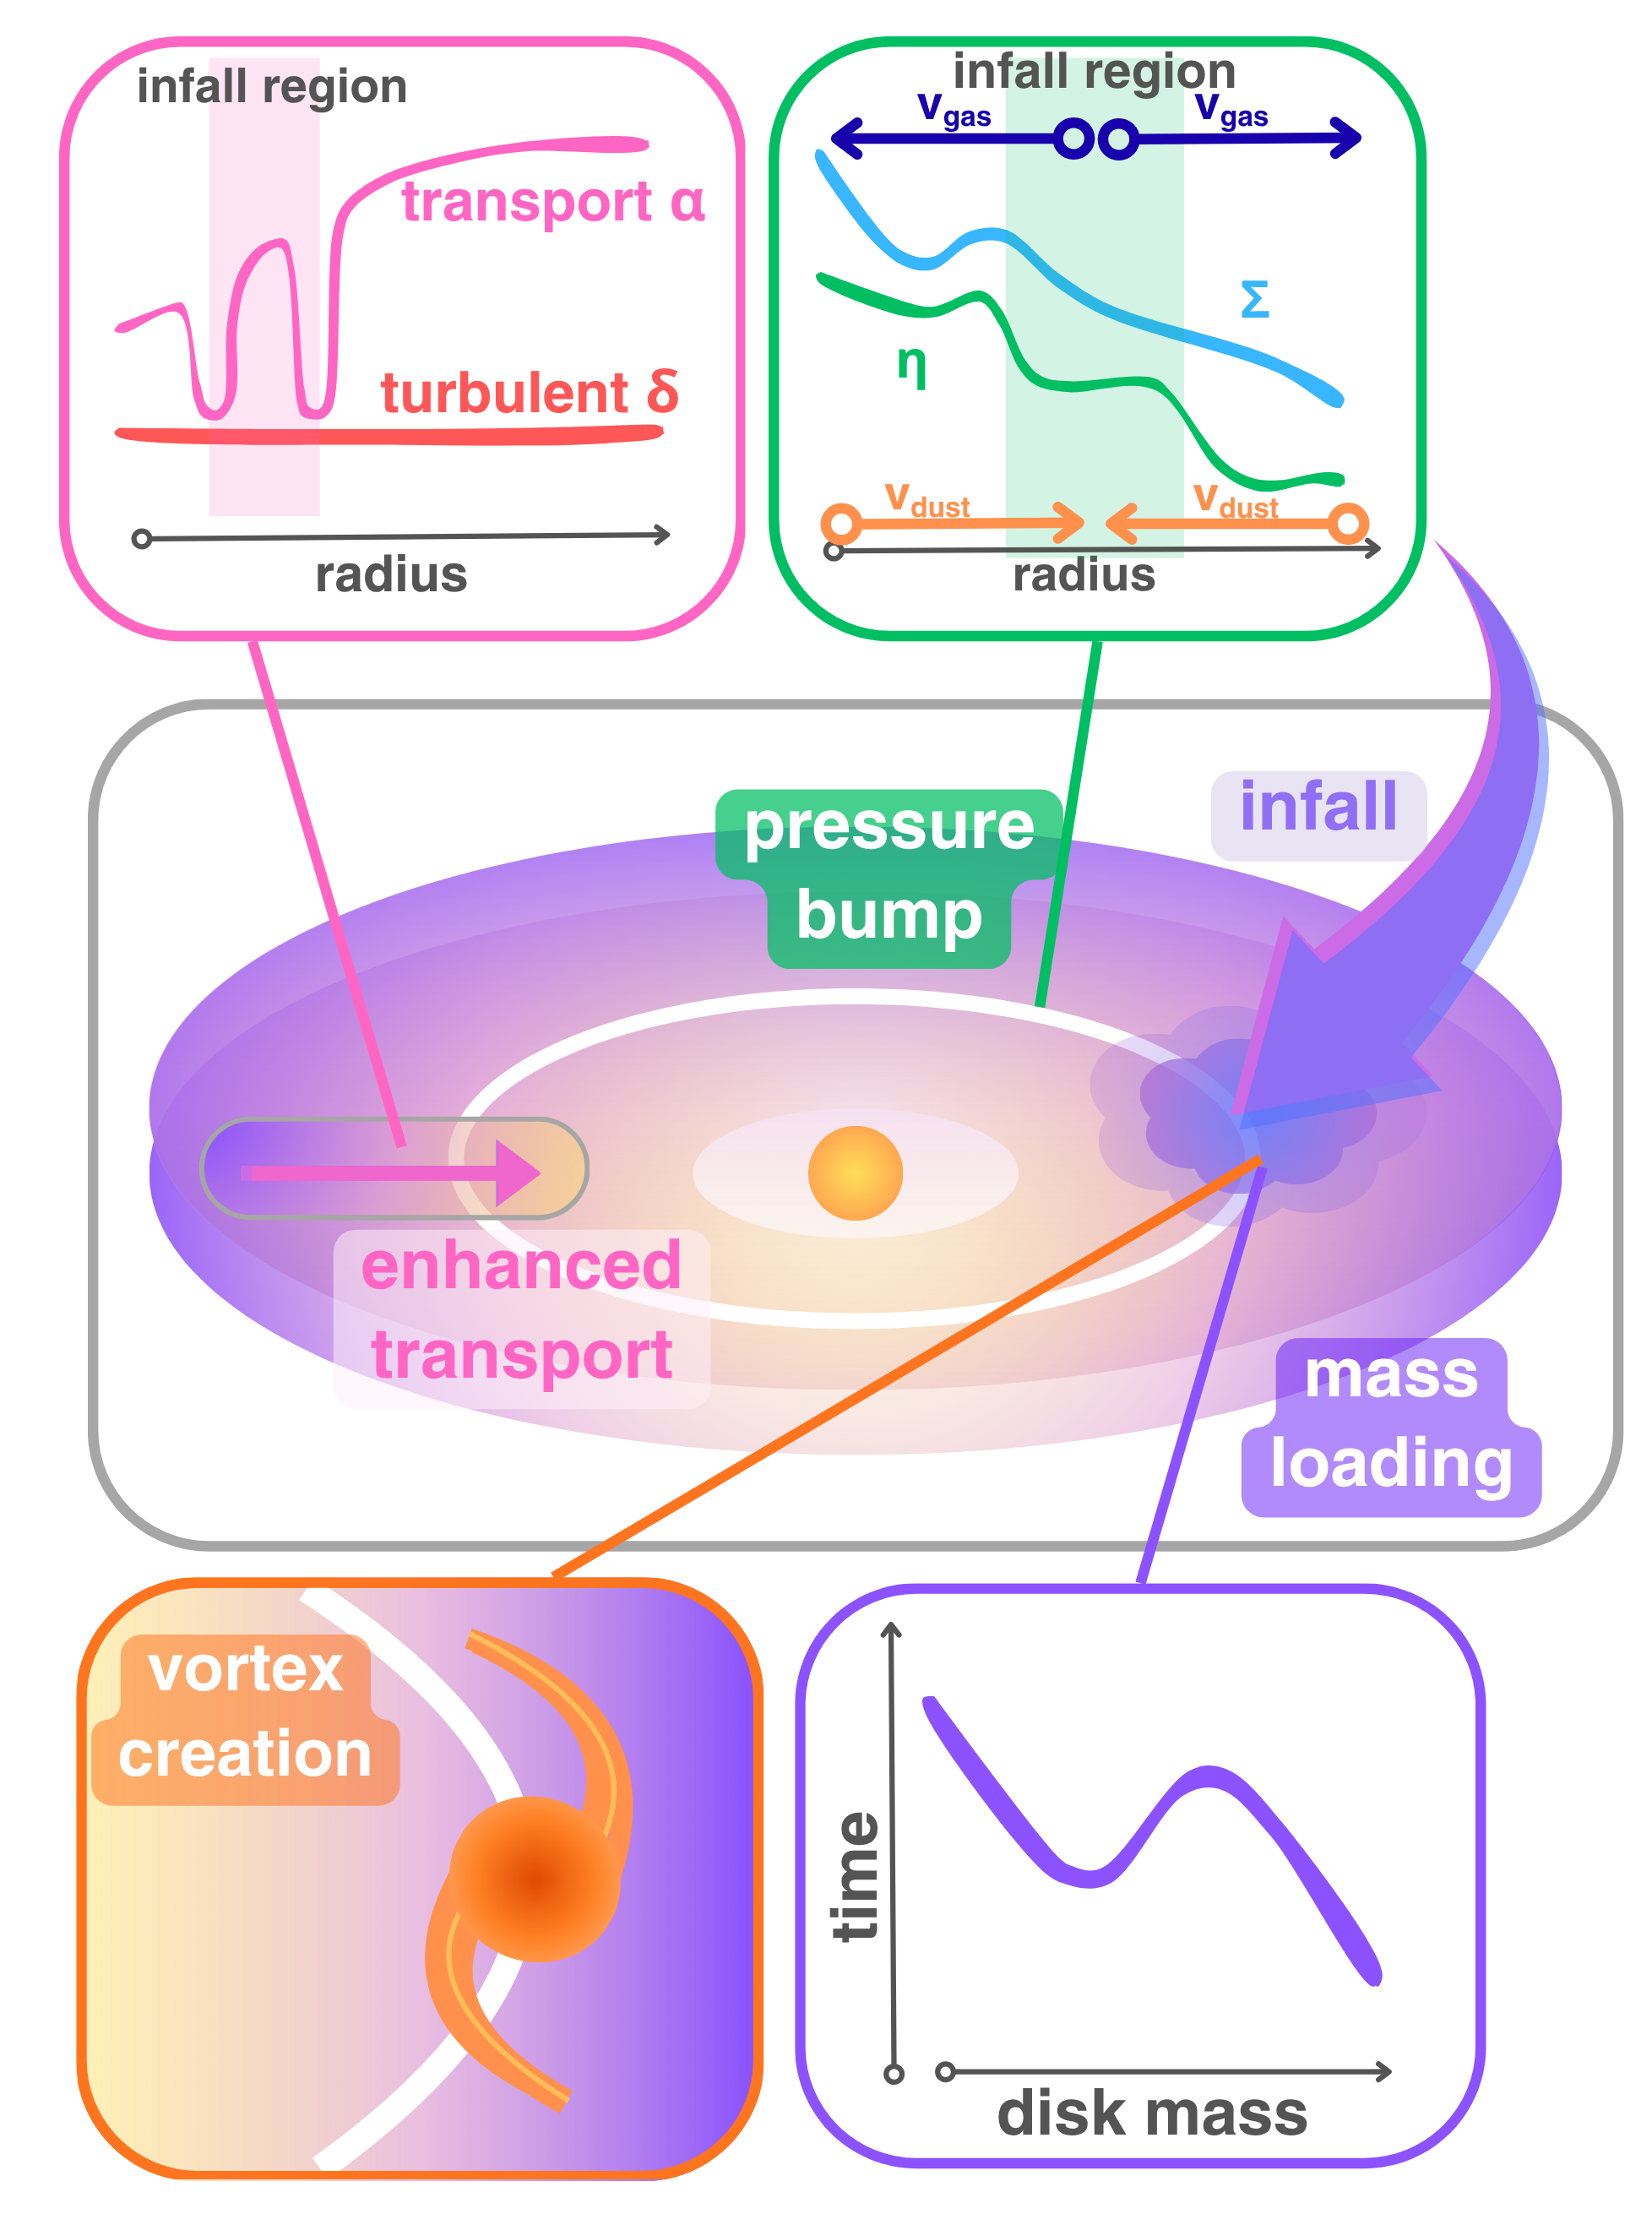 infall region
transport α
turbulent δ
radius
infall region
vgas
vgas
Σ
η
vdust
vdust
radius
infall
pressure
bump
enhanced
transport
mass
loading
vortex
creation
time
disk mass